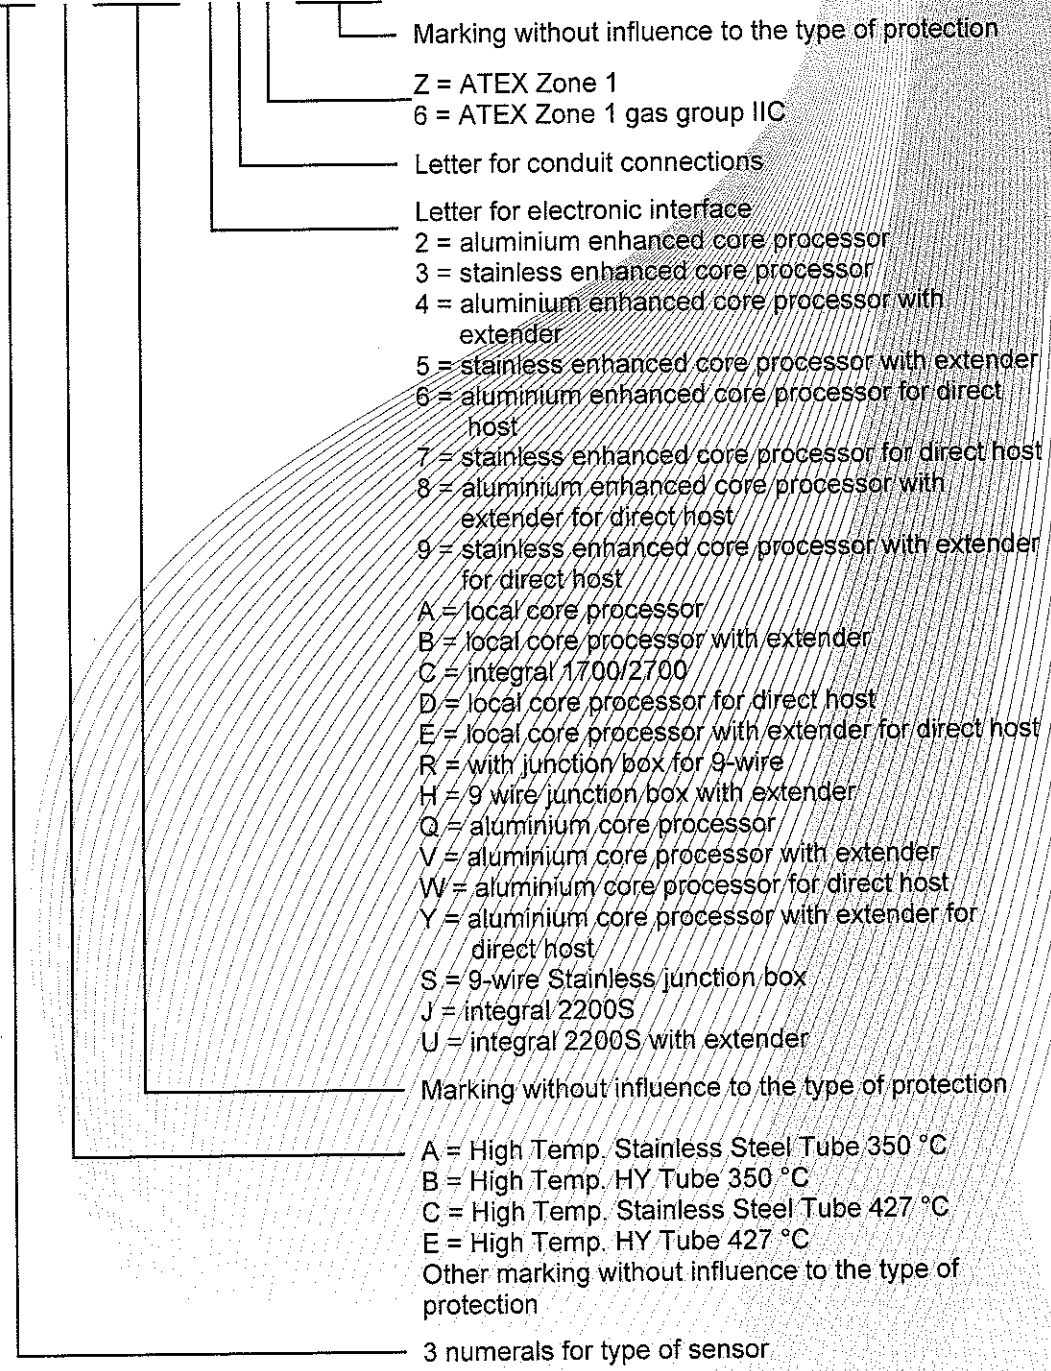 Marking without influence to the type of protection
Z = ATEX Zone 1
6 = ATEX Zone 1 gas group IIC
Letter for conduit connections
Letter for electronic interface
2 = aluminium enhanced core processor
3 = stainless enhanced core processor
4 = aluminium enhanced core processor with
extender
5 = stainless enhanced core processor with extender
6 = aluminium enhanced core processor for direct
host
7 = stainless enhanced core processor for direct host
8 = aluminium enhanced core processor with
extender for direct host
9 = stainless enhanced core processor with extender
for direct host
A = local core processor
B = local core processor with extender
C = integral 1700/2700
D = local core processor for direct host
E = local core processor with extender for direct host
R = with junction box for 9-wire
H = 9 wire junction box with extender
Q = aluminium core processor
V = aluminium core processor with extender
W = aluminium core processor for direct host
Y = aluminium core processor with extender for
direct host
S = 9-wire Stainless junction box
J = integral 2200S
U = integral 2200S with extender
Marking without influence to the type of protection
A = High Temp. Stainless Steel Tube 350 °C
B = High Temp. HY Tube 350 °C
C = High Temp. Stainless Steel Tube 427 °C
E = High Temp. HY Tube 427 °C
Other marking without influence to the type of
protection
3 numerals for type of sensor